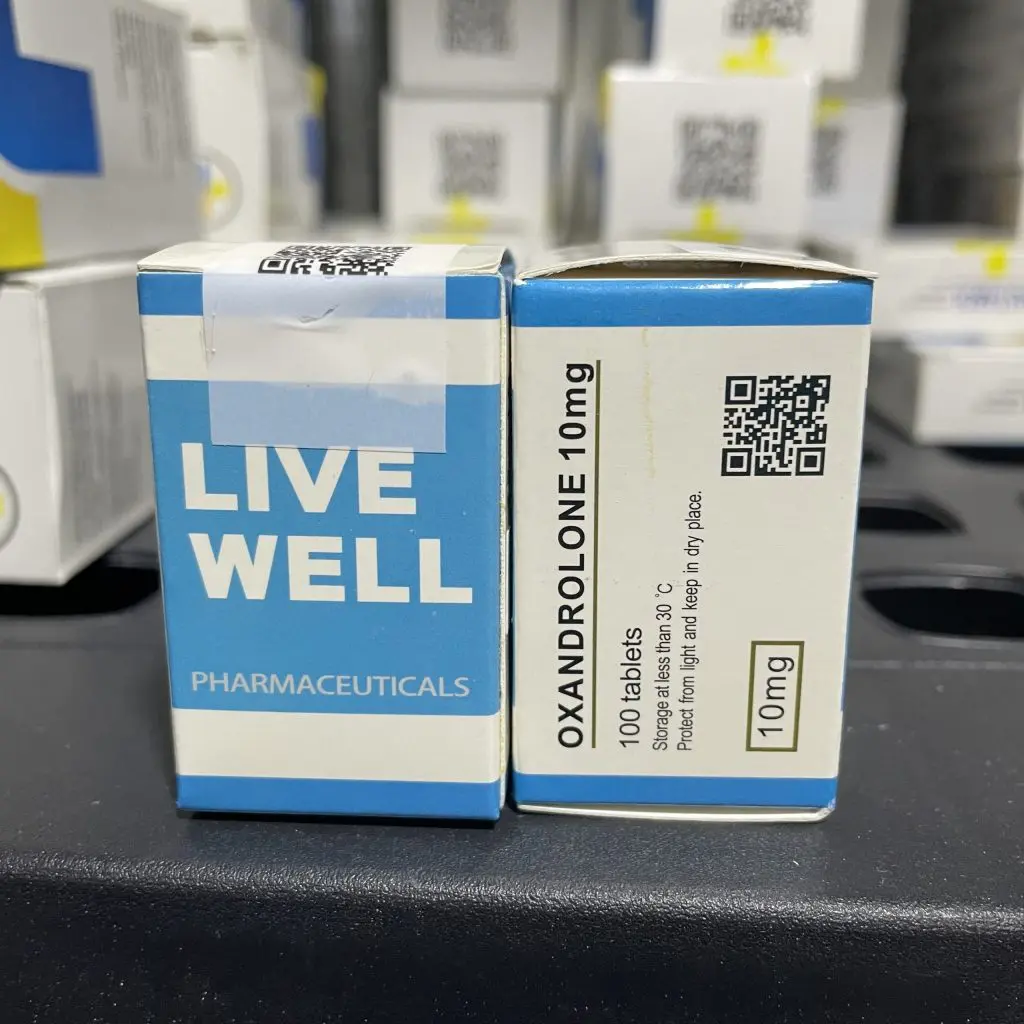 LIVE
WELL
PHARMACEUTICALS
OXANDROLONE 10mg
100 tablets
Storage at less than 30 °C
Protect from light and keep in dry place.
10mg